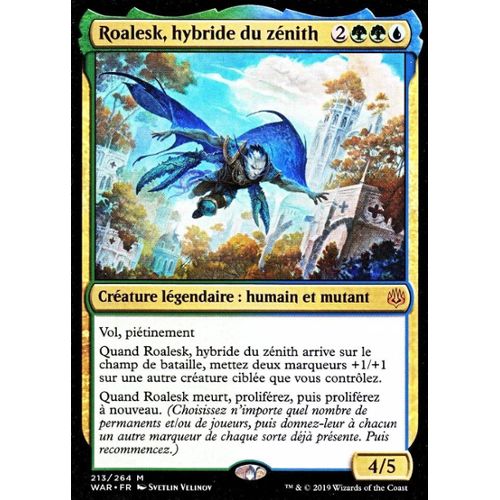 Roalesk, hybride du zénith 2
Créature légendaire : humain et mutant
Vol, piétinement
Quand Roalesk, hybride du zénith arrive sur le
champ de bataille, mettez deux marqueurs +1/+1
sur une autre créature ciblée que vous contrôlez.
Quand Roalesk meurt, proliférez, puis proliférez
à nouveau. (Choisissez n'importe quel nombre de
permanents et/ou de joueurs, puis donnez-leur à chacun
un autre marqueur de chaque sorte déjà présente. Puis
recommencez.)
4/5
213/264 M
WAR • FR Svetlin Velinov
™ & © 2019 Wizards of the Coast